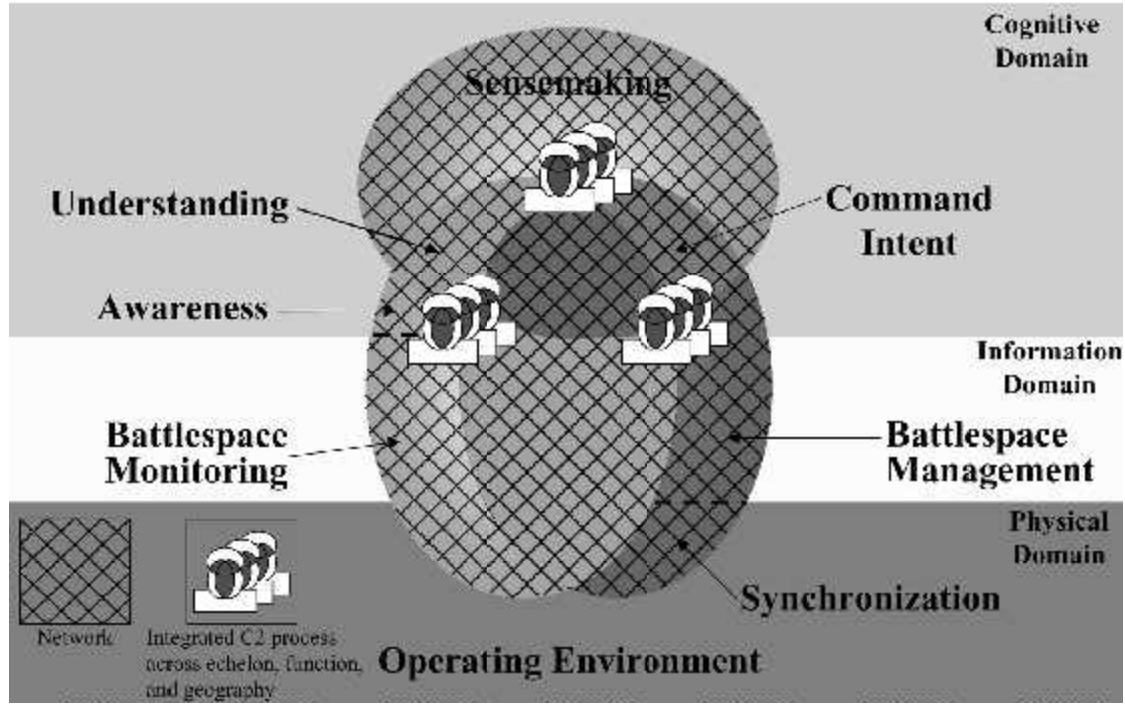 Cognitive
Domain
Sensemaking
Understanding
Command
Intent
Awareness
Information
Domain
Battlespace
Monitoring
Battlespace
Management
Physical
Domain
Synchronization
Network
Integrated C2 process
across echelon, function,
and geography
Operating Environment